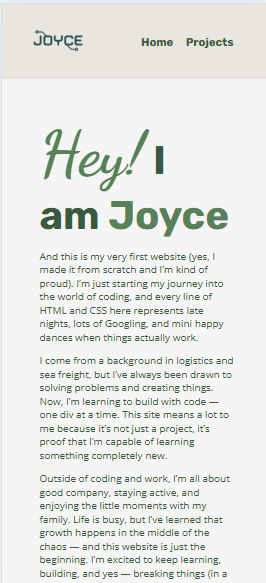 JOYCE
Home Projects
Hey! I
am Joyce
And this is my very first website (yes, I
made it from scratch and I'm kind of
proud). I'm just starting my journey into
the world of coding, and every line of
HTML and CSS here represents late
nights, lots of Googling, and mini happy
dances when things actually work.
I come from a background in logistics and
sea freight, but I've always been drawn to
solving problems and creating things.
Now, I'm learning to build with code —
one div at a time. This site means a lot to
me because it's not just a project, it's
proof that I'm capable of learning
something completely new.
Outside of coding and work, I'm all about
good company, staying active, and
enjoying the little moments with my
family. Life is busy, but I've learned that
growth happens in the middle of the
chaos — and this website is just the
beginning. I'm excited to keep learning,
building, and yes — breaking things (in a